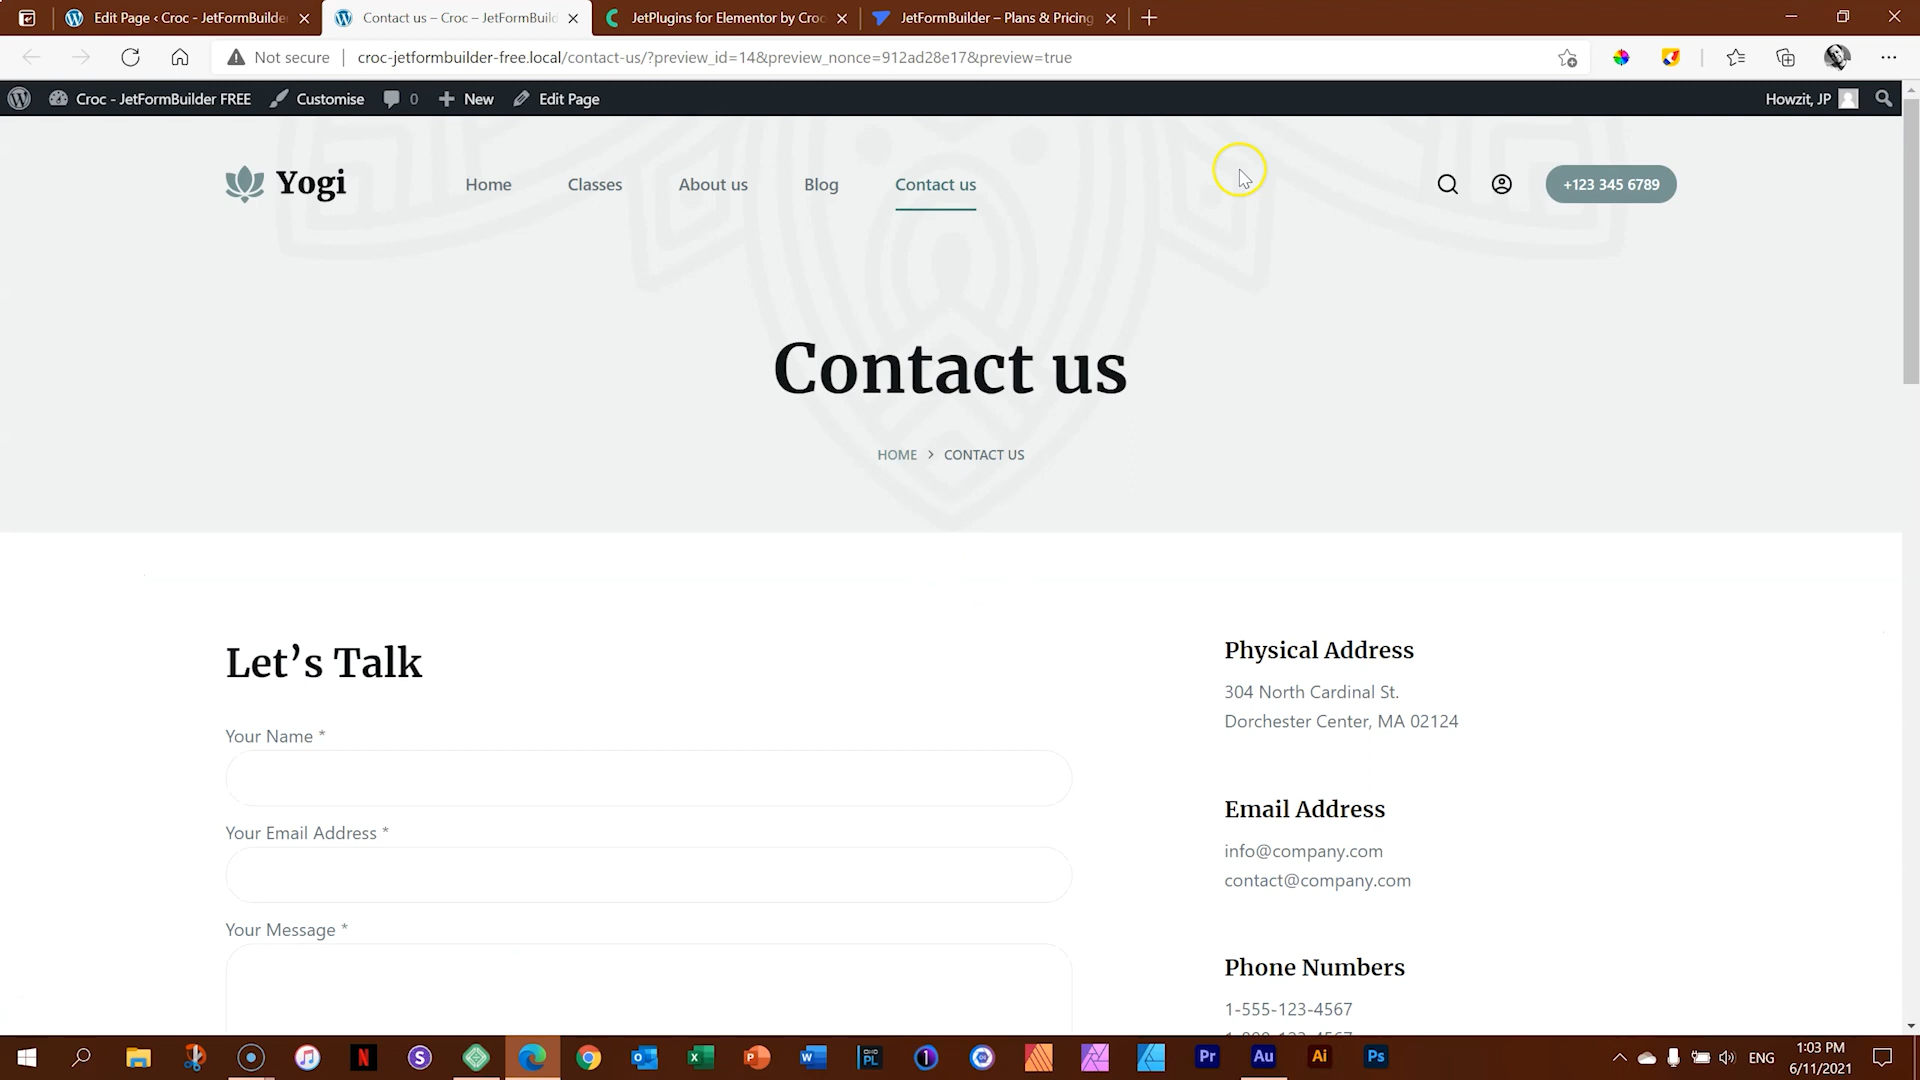 Edit Page ‹ Croc - JetFormBuilder
Contact us – Croc – JetFormBuild
JetPlugins for Elementor by Croc
JetFormBuilder – Plans & Pricing
Not secure
croc-jetformbuilder-free.local/contact-us/?preview_id=14&preview_nonce=912ad28e17&preview=true
Croc - JetFormBuilder FREE
Customise
0
New
Edit Page
Howzit, JP
Yogi
Home
Classes
About us
Blog
Contact us
+123 345 6789
Contact us
HOME > CONTACT US
Let’s Talk
Your Name *
Your Email Address *
Your Message *
Physical Address
304 North Cardinal St.
Dorchester Center, MA 02124
Email Address
info@company.com
contact@company.com
Phone Numbers
1-555-123-4567
ENG
1:03 PM
6/11/2021